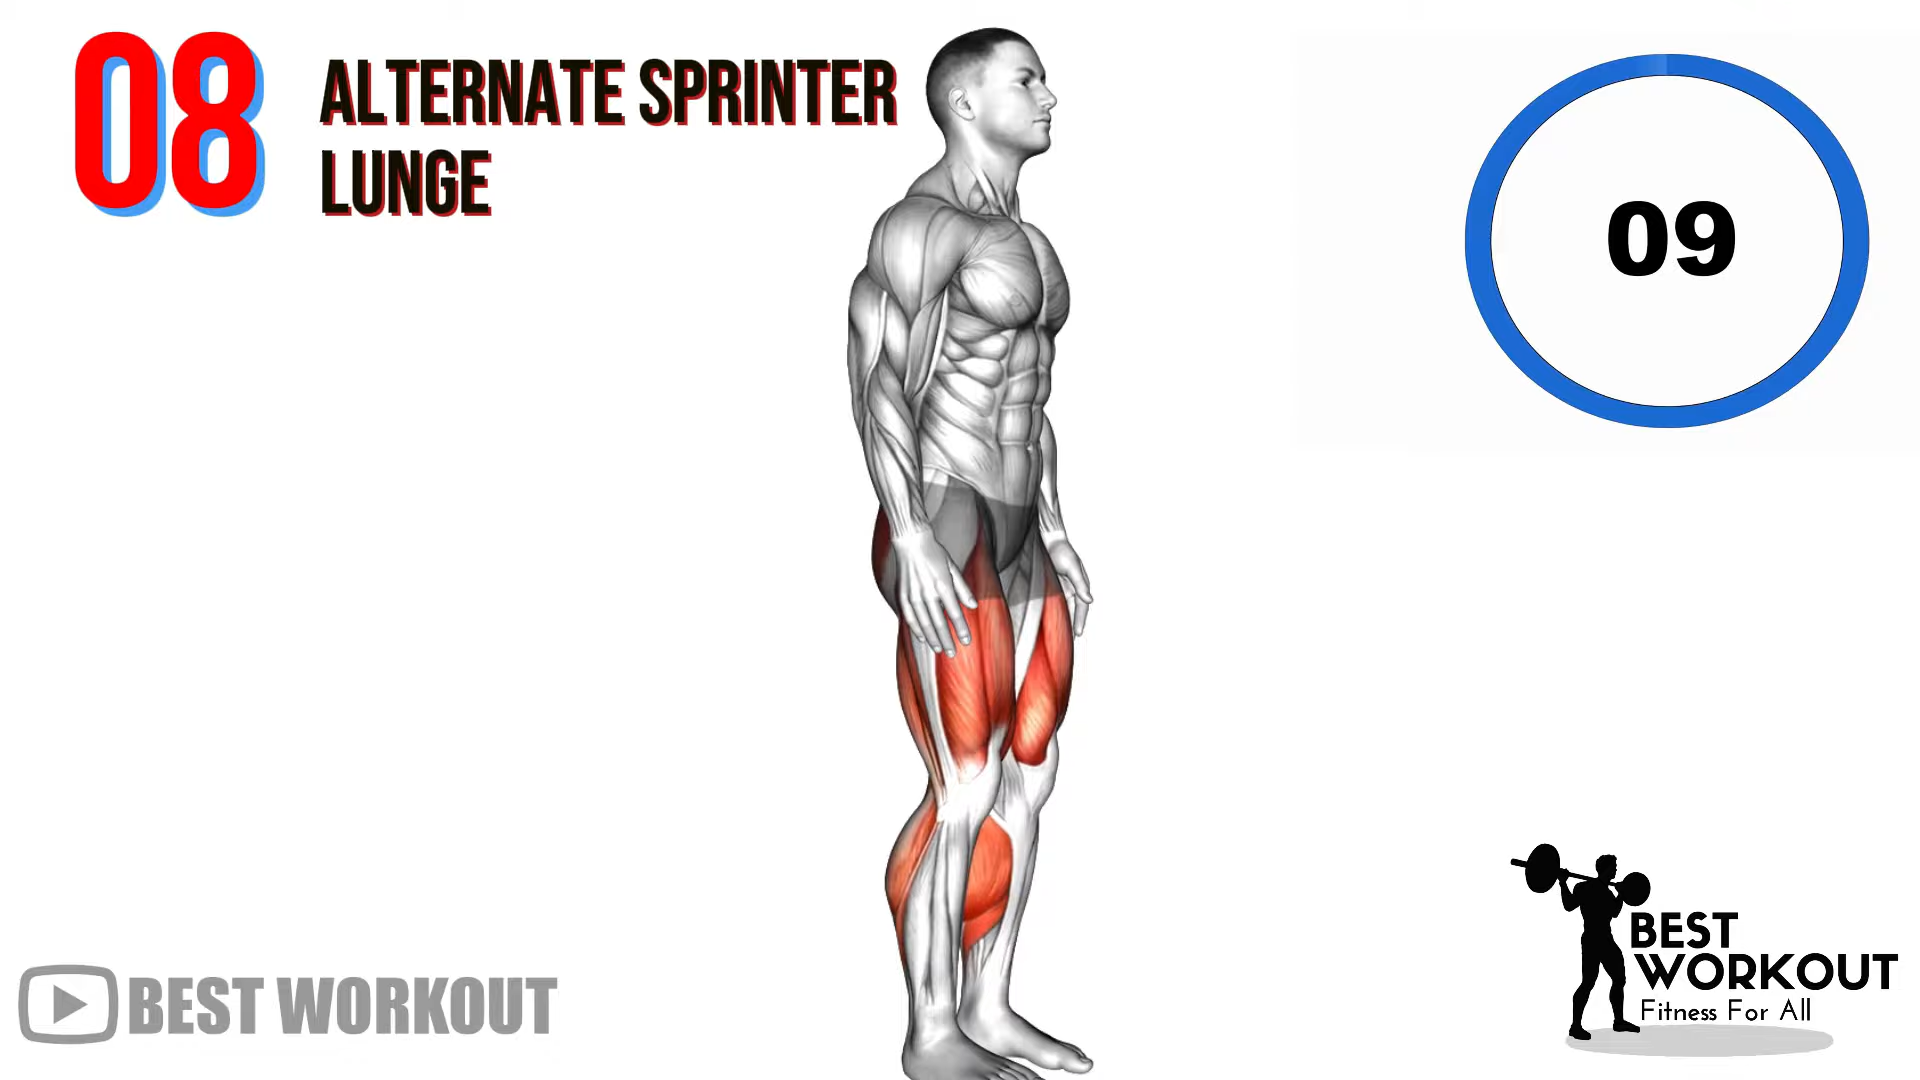 08
ALTERNATE SPRINTER
LUNGE
09
BEST WORKOUT
BEST
WORKOUT
Fitness For All